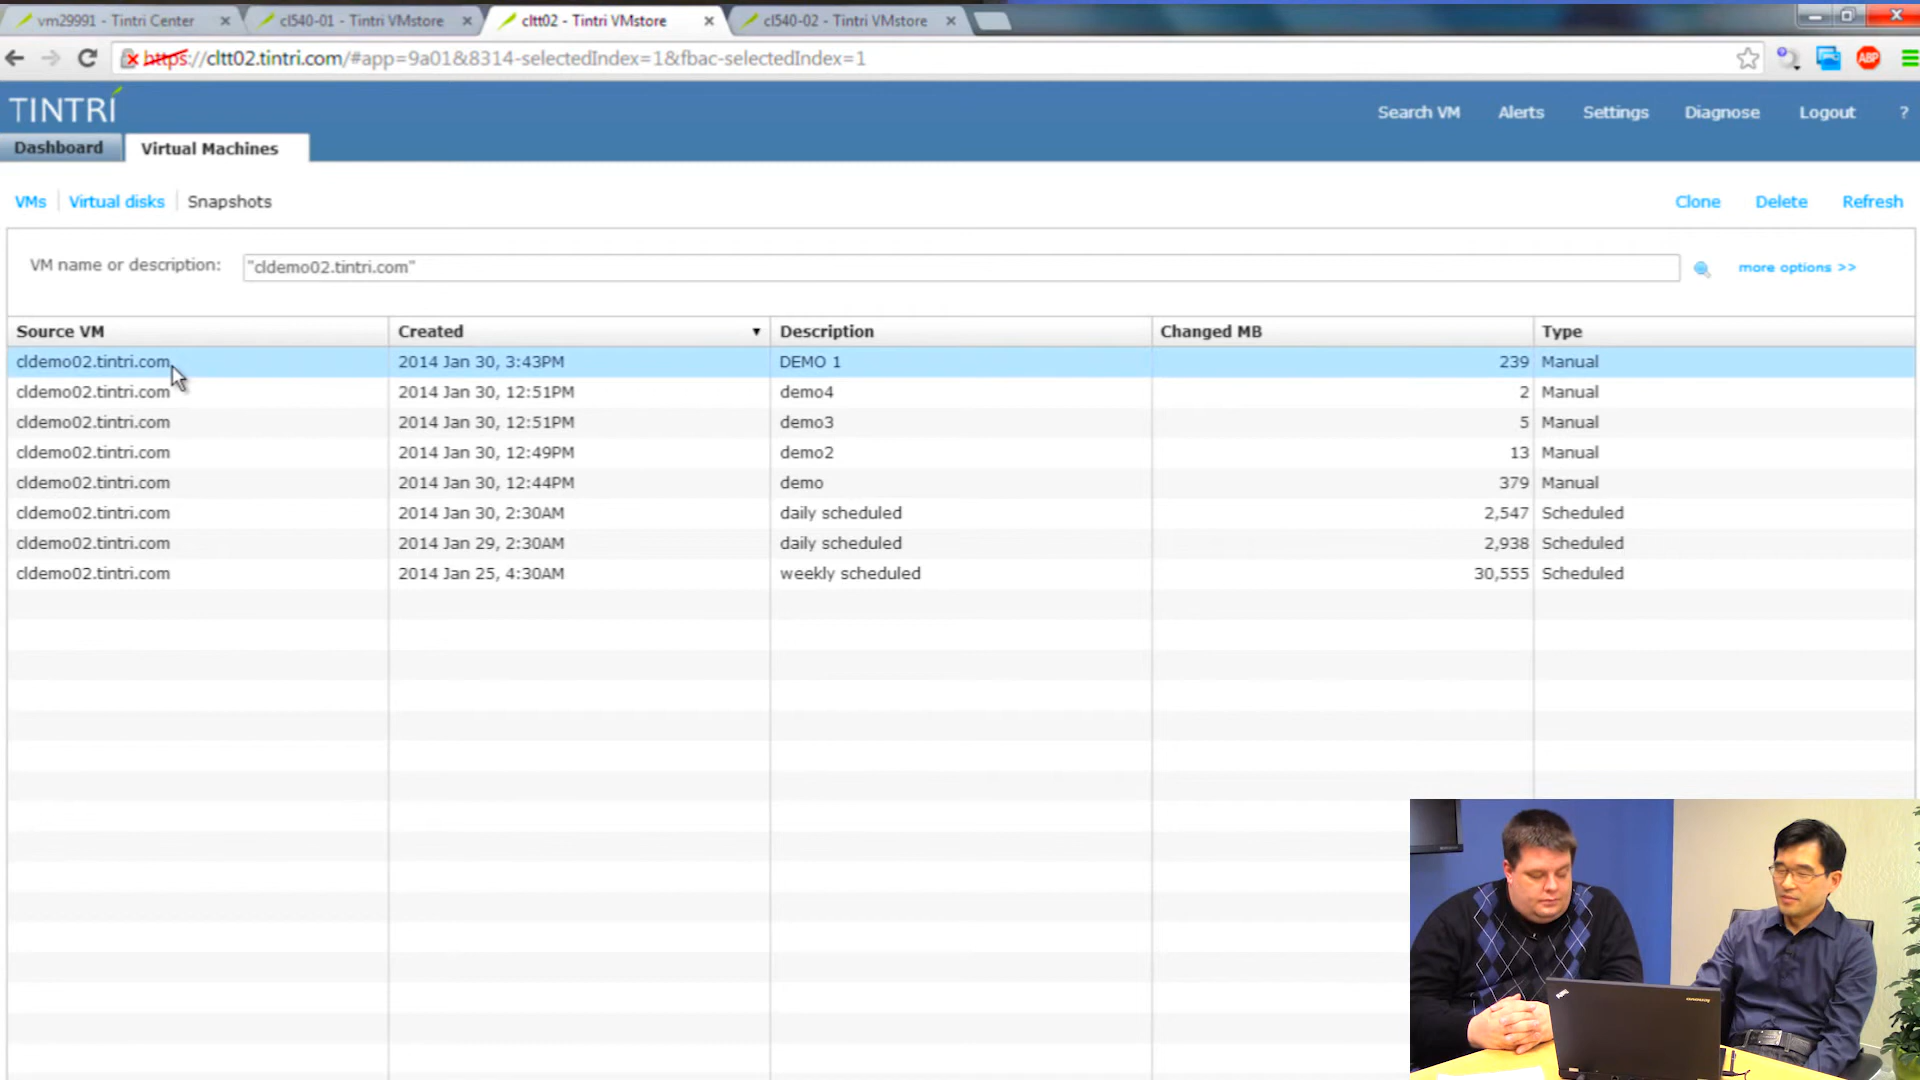 vm29991 - Tintri Center
cl540-01 - Tintri VMstore
cltt02 - Tintri VMstore
cl540-02 - Tintri VMstore
https://cltt02.tintri.com/#app=9a01&8314-selectedIndex=1&fbac-selectedIndex=1
ABP
TINTRI
Search VM Alerts Settings Diagnose Logout ?
Dashboard Virtual Machines
VMs Virtual disks Snapshots Clone Delete Refresh
VM name or description: "cldemo02.tintri.com" more options >>
Source VM Created Description Changed MB Type
cldemo02.tintri.com 2014 Jan 30, 3:43PM DEMO 1 239 Manual
cldemo02.tintri.com 2014 Jan 30, 12:51PM demo4 2 Manual
cldemo02.tintri.com 2014 Jan 30, 12:51PM demo3 5 Manual
cldemo02.tintri.com 2014 Jan 30, 12:49PM demo2 13 Manual
cldemo02.tintri.com 2014 Jan 30, 12:44PM demo 379 Manual
cldemo02.tintri.com 2014 Jan 30, 2:30AM daily scheduled 2,547 Scheduled
cldemo02.tintri.com 2014 Jan 29, 2:30AM daily scheduled 2,938 Scheduled
cldemo02.tintri.com 2014 Jan 25, 4:30AM weekly scheduled 30,555 Scheduled